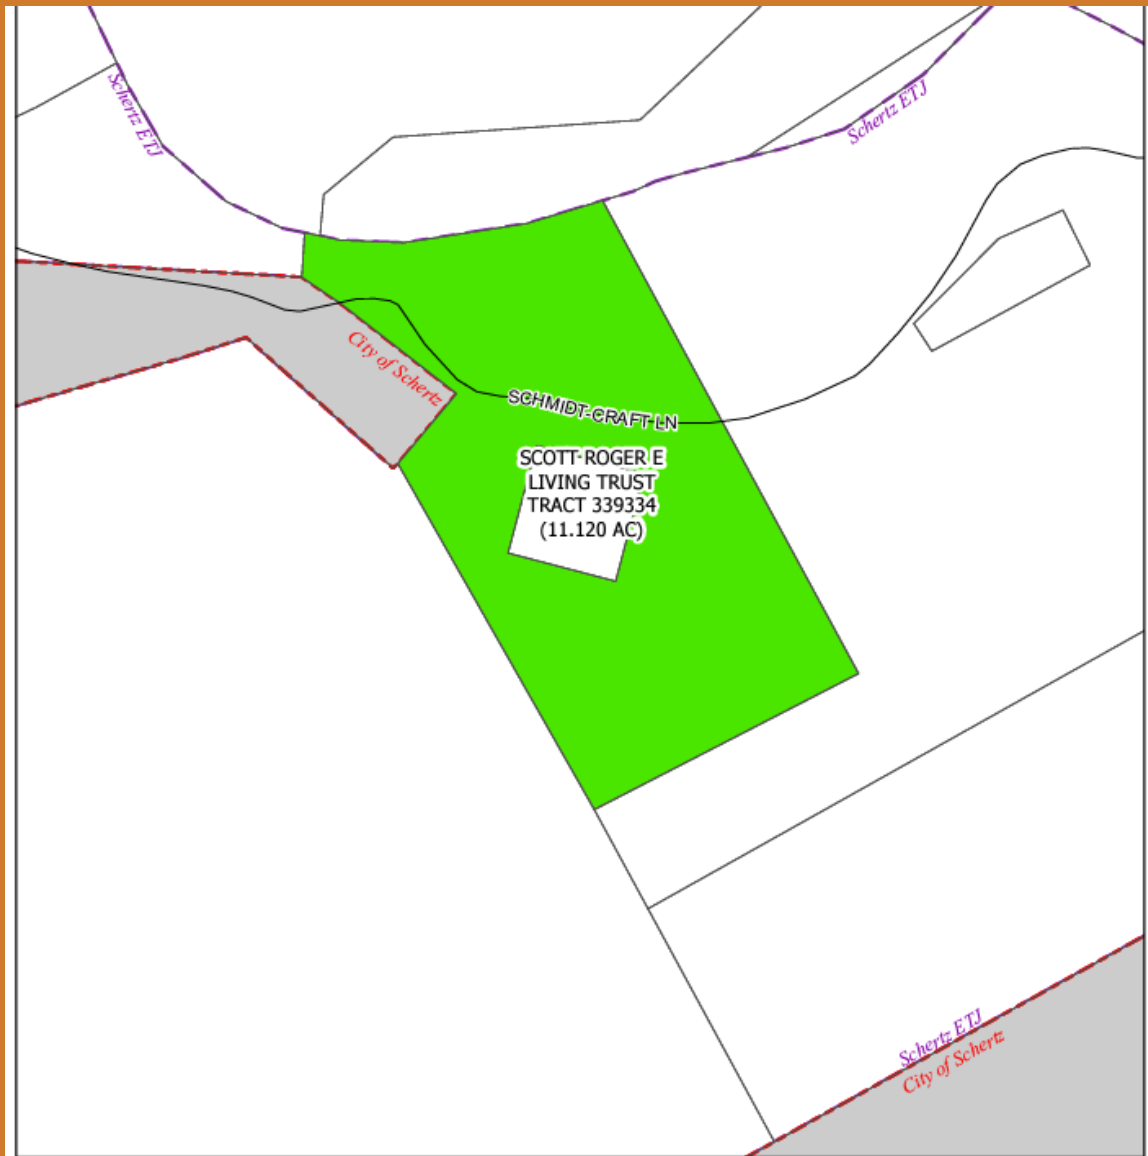 Schertz ETJ
Schertz ETJ
City of Schertz
SCHMIDT-CRAFT LN
SCOTT ROGER E
LIVING TRUST
TRACT 339334
(11.120 AC)
Schertz ETJ
City of Schertz